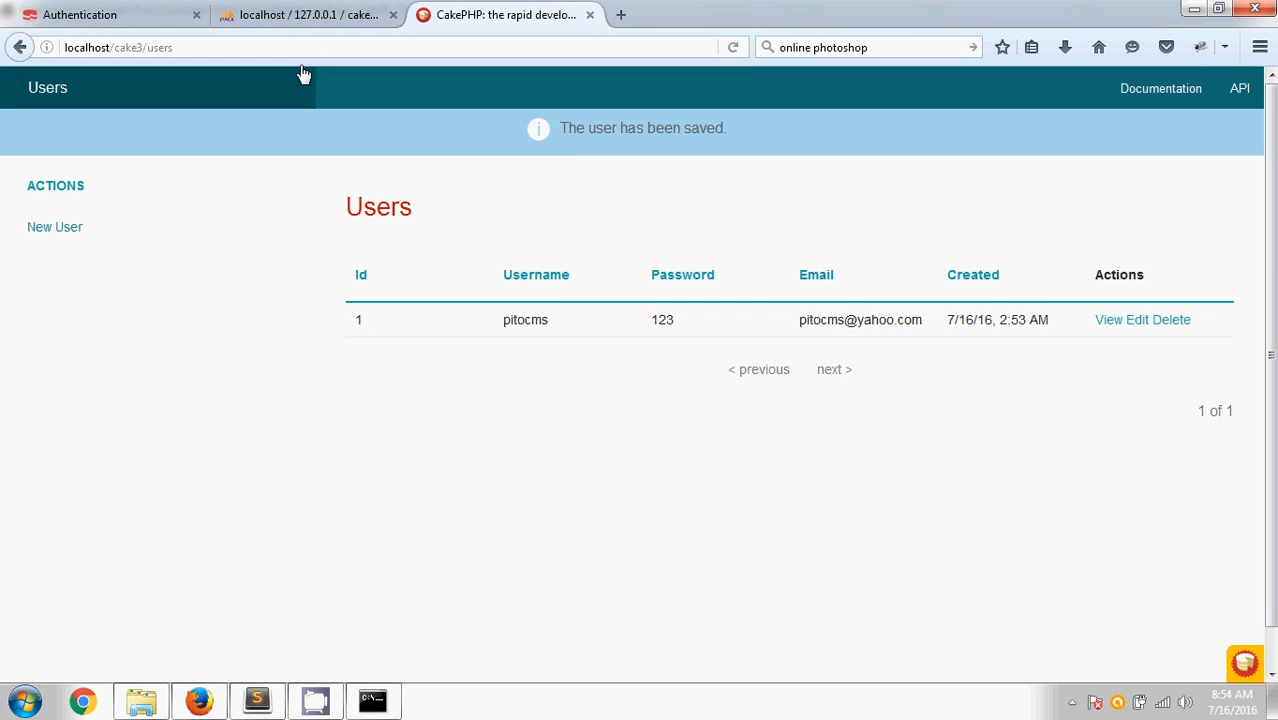 Authentication
localhost / 127.0.0.1 / cake...
CakePHP: the rapid develo...
localhost/cake3/users
online photoshop
Users
Documentation
API
The user has been saved.
ACTIONS
New User
Users
Id Username Password Email Created Actions
1 pitocms 123 pitocms@yahoo.com 7/16/16, 2:53 AM View Edit Delete
< previous next >
1 of 1
8:54 AM
7/16/2016